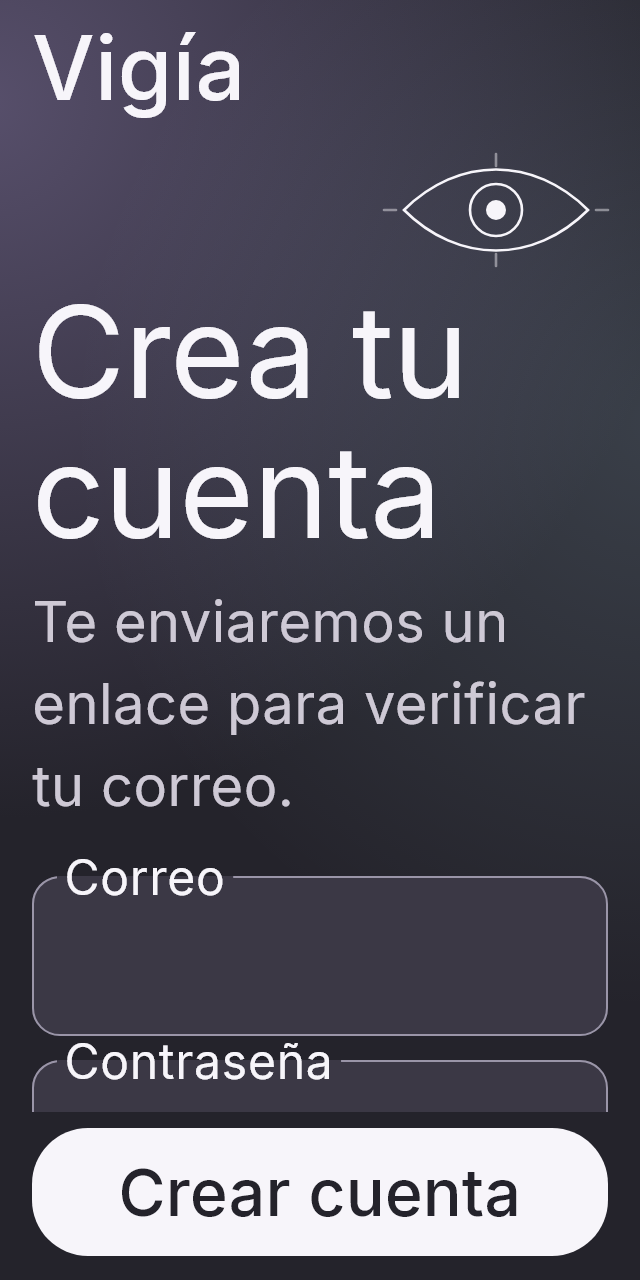 Vigía
Crea tu
cuenta
Te enviaremos un
enlace para verificar
tu correo.
Correo
Contraseña
Crear cuenta